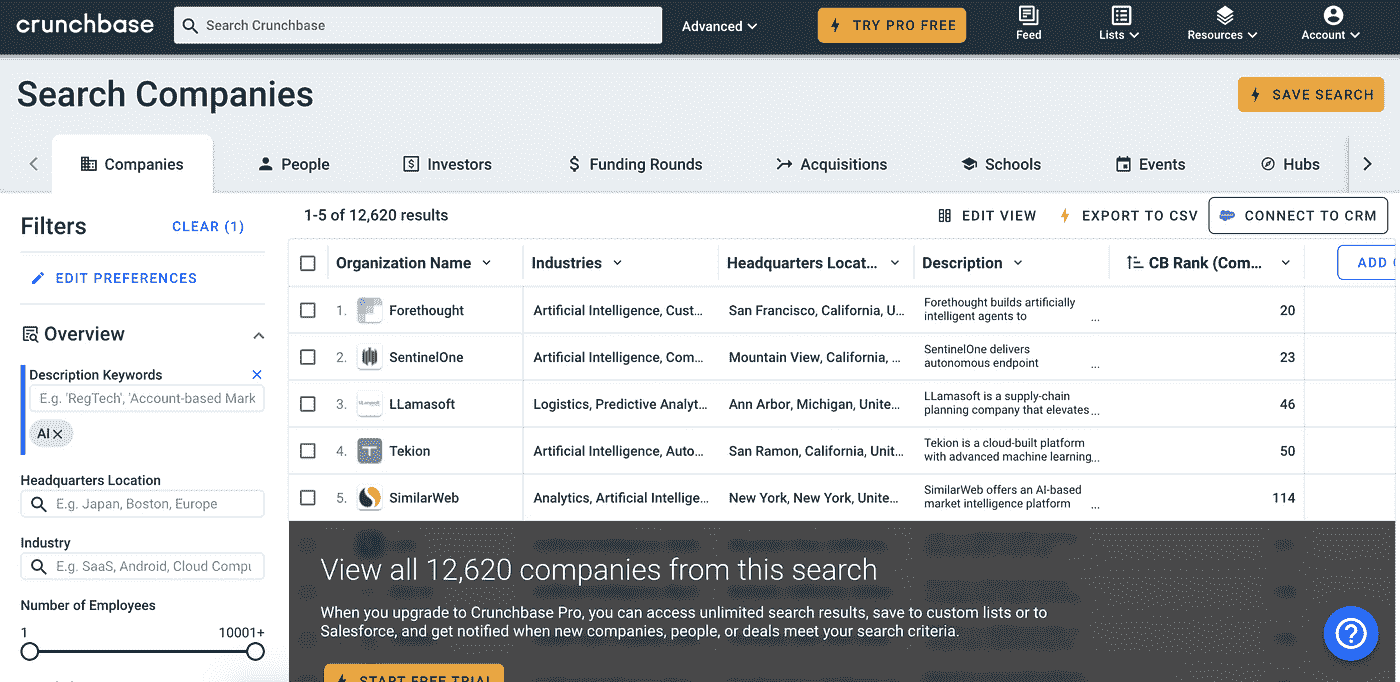 crunchbase
Search Crunchbase
Advanced
TRY PRO FREE
Feed
Lists
Resources
Account
Search Companies
SAVE SEARCH
Companies
People
Investors
Funding Rounds
Acquisitions
Schools
Events
Hubs
Filters
CLEAR (1)
1-5 of 12,620 results
EDIT VIEW
EXPORT TO CSV
CONNECT TO CRM
EDIT PREFERENCES
Organization Name
Industries
Headquarters Locat...
Description
CB Rank (Com...
ADD
Overview
Description Keywords
E.g. 'RegTech', 'Account-based Mark
AI
Headquarters Location
E.g. Japan, Boston, Europe
Industry
E.g. SaaS, Android, Cloud Compu
Number of Employees
1
10001+
1.
Forethought
Artificial Intelligence, Cust...
San Francisco, California, U...
Forethought builds artificially
intelligent agents to
...
20
2.
SentinelOne
Artificial Intelligence, Com...
Mountain View, California, ...
SentinelOne delivers
autonomous endpoint
...
23
3.
LLamasoft
Logistics, Predictive Analyt...
Ann Arbor, Michigan, Unite...
LLamasoft is a supply-chain
planning company that elevates...
46
4.
Tekion
Artificial Intelligence, Auto...
San Ramon, California, Unit...
Tekion is a cloud-built platform
with advanced machine learning...
50
5.
SimilarWeb
Analytics, Artificial Intellige...
New York, New York, Unite...
SimilarWeb offers an AI-based
market intelligence platform
...
114
View all 12,620 companies from this search
When you upgrade to Crunchbase Pro, you can access unlimited search results, save to custom lists or to
Salesforce, and get notified when new companies, people, or deals meet your search criteria.
START FREE TRIAL